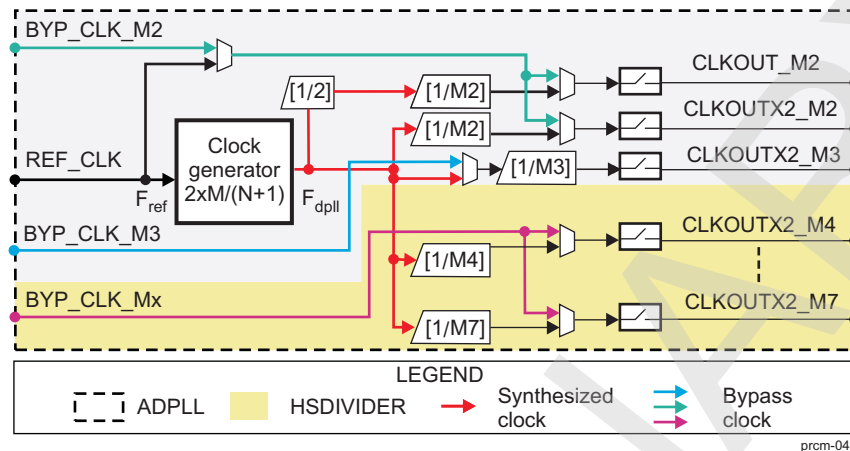 BYP_CLK_M2
CLKOUT_M2
[1/2]
[1/M2]
CLKOUTX2_M2
[1/M2]
REF_CLK
Clock
generator
2xM/(N+1)
CLKOUTX2_M3
[1/M3]
Fref
Fdpll
BYP_CLK_M3
CLKOUTX2_M4
[1/M4]
BYP_CLK_Mx
CLKOUTX2_M7
[1/M7]
LEGEND
ADPLL
HSDIVIDER
Synthesized
clock
Bypass
clock
prcm-04